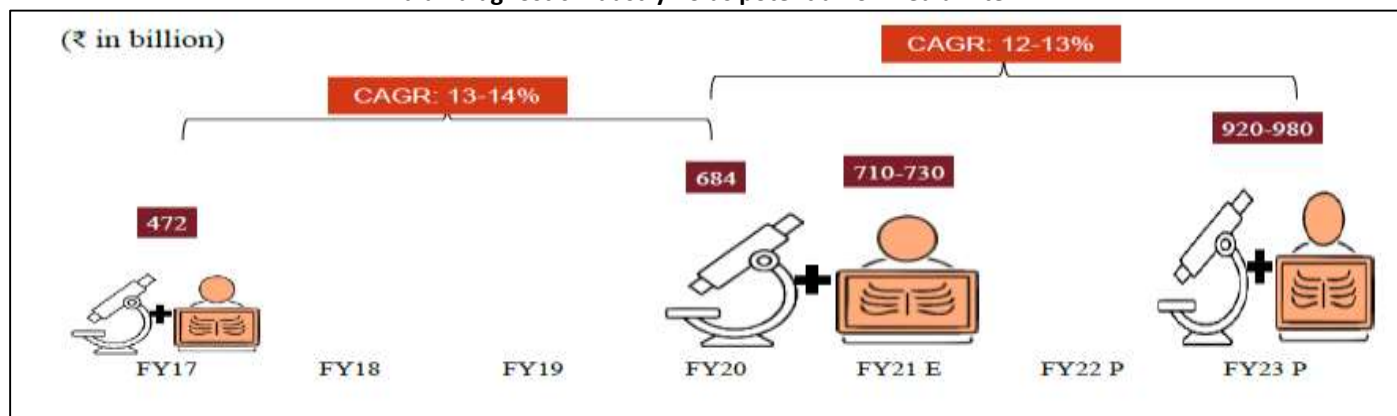 (₹ in billion)
CAGR: 12-13%
CAGR: 13-14%
920-980
684
710-730
472
FY17
FY18
FY19
FY20
FY21 E
FY22 P
FY23 P